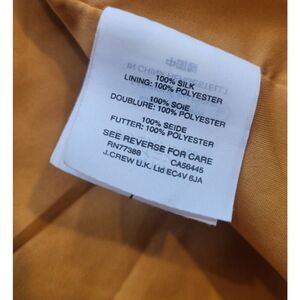 100% SILK
LINING: 100% POLYESTER
100% SOIE
DOUBLURE: 100% POLYESTER
100% SEIDE
FUTTER: 100% POLYESTER
SEE REVERSE FOR CARE
RN77388 CA56445
J.CREW U.K. Ltd EC4V 6JA